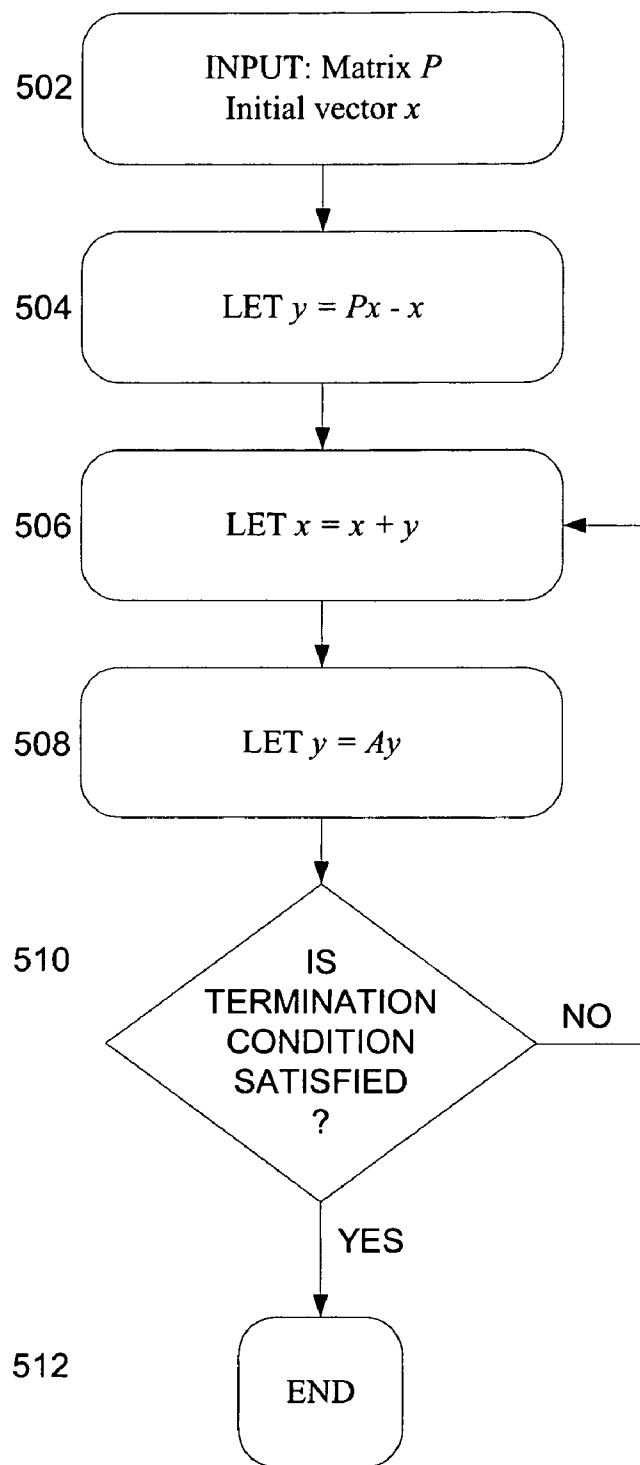 502
INPUT: Matrix P
Initial vector x
504
LET y = Px - x
506
LET x = x + y
508
LET y = Ay
510
IS
TERMINATION
CONDITION
SATISFIED
?
NO
YES
512
END